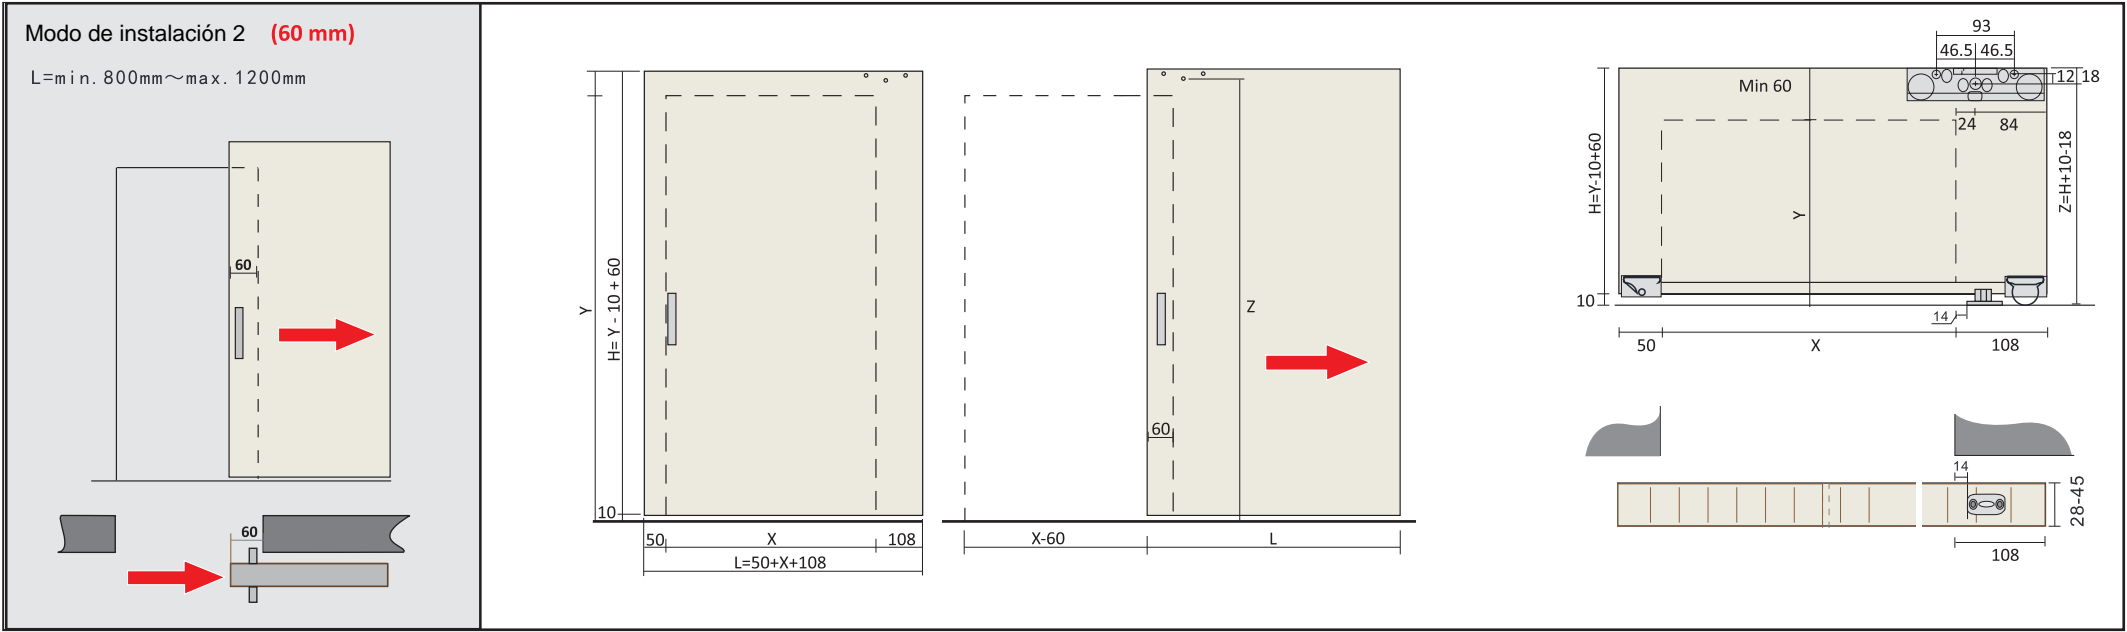 Modo de instalación 2 (60 mm)
L=min. 800mm～max. 1200mm
60
60
Y
H= Y - 10 + 60
10
50
X
108
L=50+X+108
Z
60
X-60
L
93
46.5
46.5
Min 60
12
18
24
84
H=Y-10+60
Y
Z=H+10-18
10
14
50
X
108
14
28-45
108